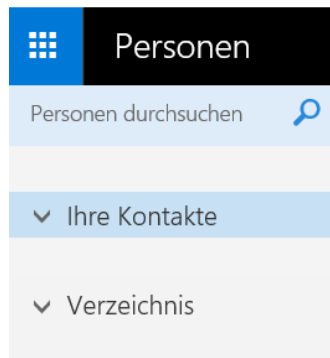 Personen
Personen durchsuchen
Ihre Kontakte
Verzeichnis